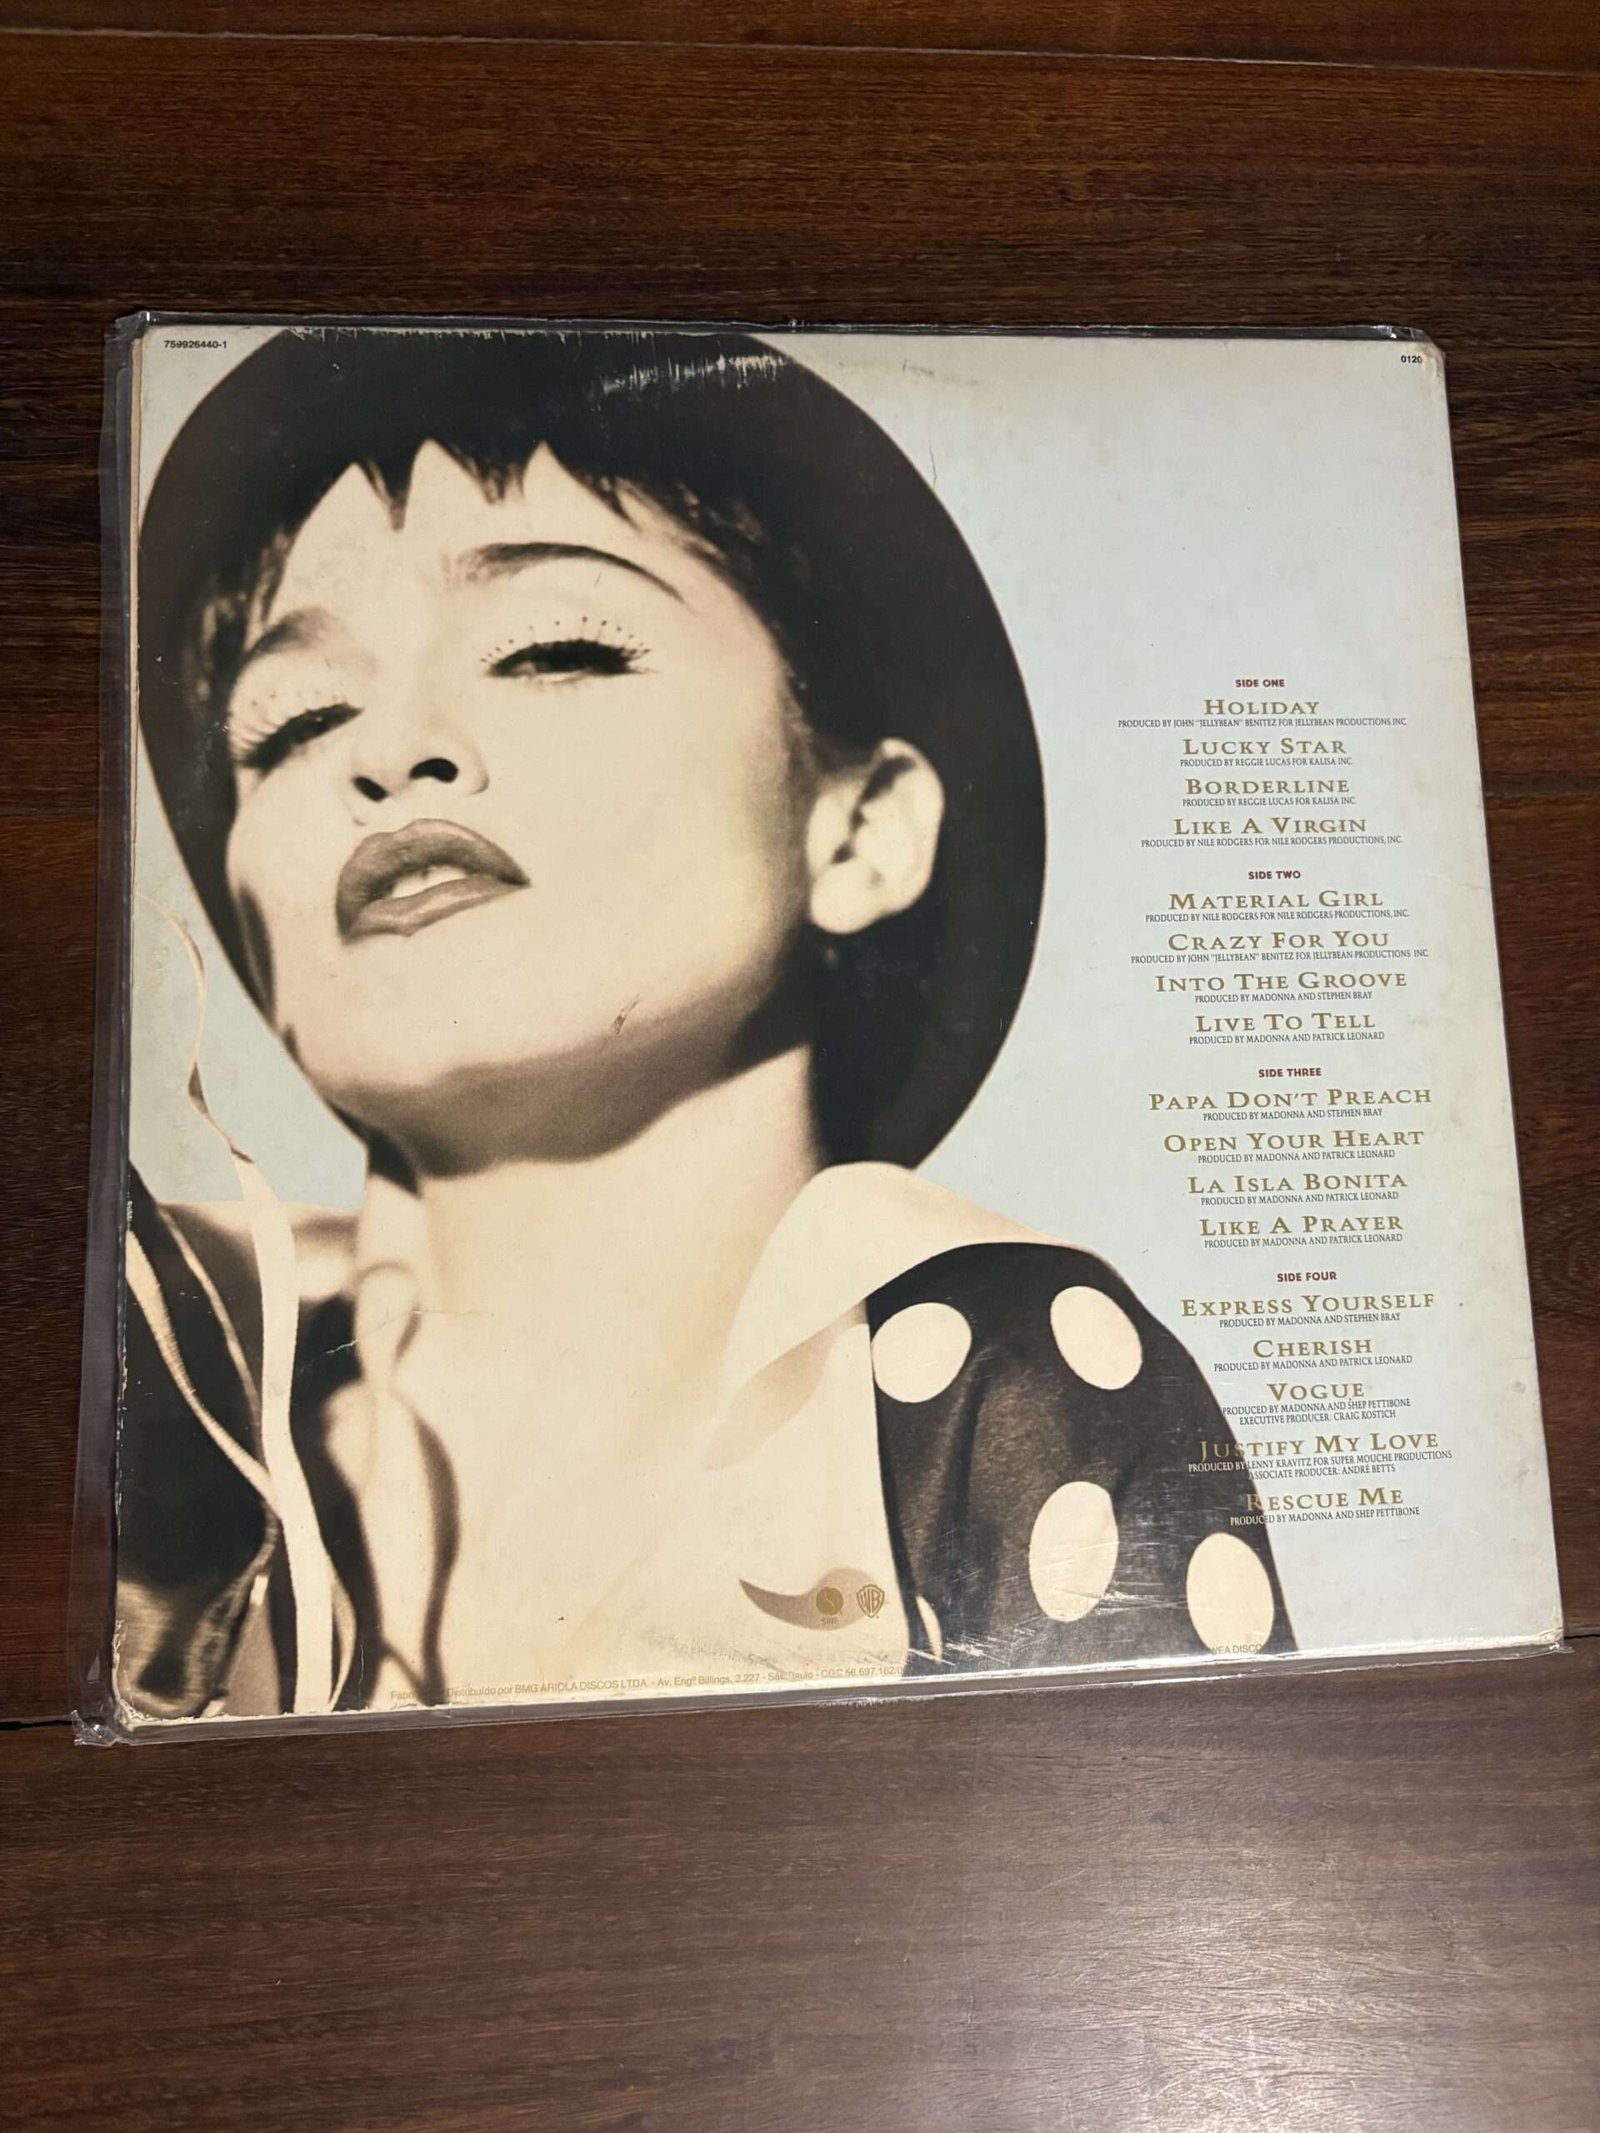 759926440-1
0120
SIDE ONE
HOLIDAY
PRODUCED BY JOHN "JELLYBEAN" BENITEZ FOR JELLYBEAN PRODUCTIONS INC.
LUCKY STAR
PRODUCED BY REGGIE LUCAS FOR KALISA INC.
BORDERLINE
PRODUCED BY REGGIE LUCAS FOR KALISA INC.
LIKE A VIRGIN
PRODUCED BY NILE RODGERS FOR NILE RODGERS PRODUCTIONS, INC.
SIDE TWO
MATERIAL GIRL
PRODUCED BY NILE RODGERS FOR NILE RODGERS PRODUCTIONS, INC.
CRAZY FOR YOU
PRODUCED BY JOHN "JELLYBEAN" BENITEZ FOR JELLYBEAN PRODUCTIONS INC.
INTO THE GROOVE
PRODUCED BY MADONNA AND STEPHEN BRAY
LIVE TO TELL
PRODUCED BY MADONNA AND PATRICK LEONARD
SIDE THREE
PAPA DON'T PREACH
PRODUCED BY MADONNA AND STEPHEN BRAY
OPEN YOUR HEART
PRODUCED BY MADONNA AND PATRICK LEONARD
LA ISLA BONITA
PRODUCED BY MADONNA AND PATRICK LEONARD
LIKE A PRAYER
PRODUCED BY MADONNA AND PATRICK LEONARD
SIDE FOUR
EXPRESS YOURSELF
PRODUCED BY MADONNA AND STEPHEN BRAY
CHERISH
PRODUCED BY MADONNA AND PATRICK LEONARD
VOGUE
PRODUCED BY MADONNA AND SHEP PETTIBONE
EXECUTIVE PRODUCER: CRAIG KOSTICH
JUSTIFY MY LOVE
PRODUCED BY LENNY KRAVITZ FOR SUPER MOUCHE PRODUCTIONS
ASSOCIATE PRODUCER: ANDRÉ BETTS
RESCUE ME
PRODUCED BY MADONNA AND SHEP PETTIBONE
SIRE WB
WEA DISCO
Distribuído por BMG ARIOLA DISCOS LTDA. - Av. Engº Billings, 2.227 - São Paulo - CGC 56.697.162/0